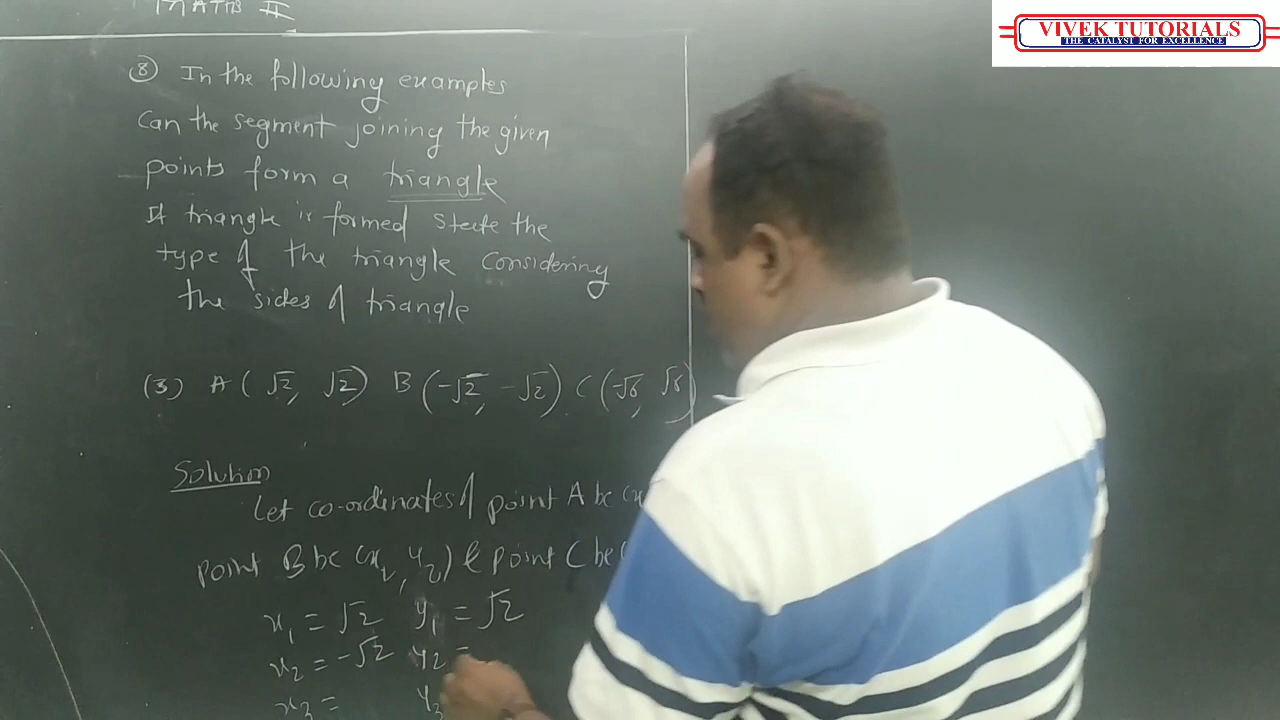 MATHS II
VIVEK TUTORIALS
THE CATALYST FOR EXCELLENCE
(8) In the following examples
Can the segment joining the given
points form a triangle
If triangle is formed state the
type of the triangle considering
the sides of triangle
(3) A (√2, √2) B (-√2, -√2) C (-√6, √6)
Solution
Let co-ordinates of point A be (x
point B be (x2, y2) & point C be (
x1 = √2 y1 = √2
x2 = -√2 y2 =
x3 = y3